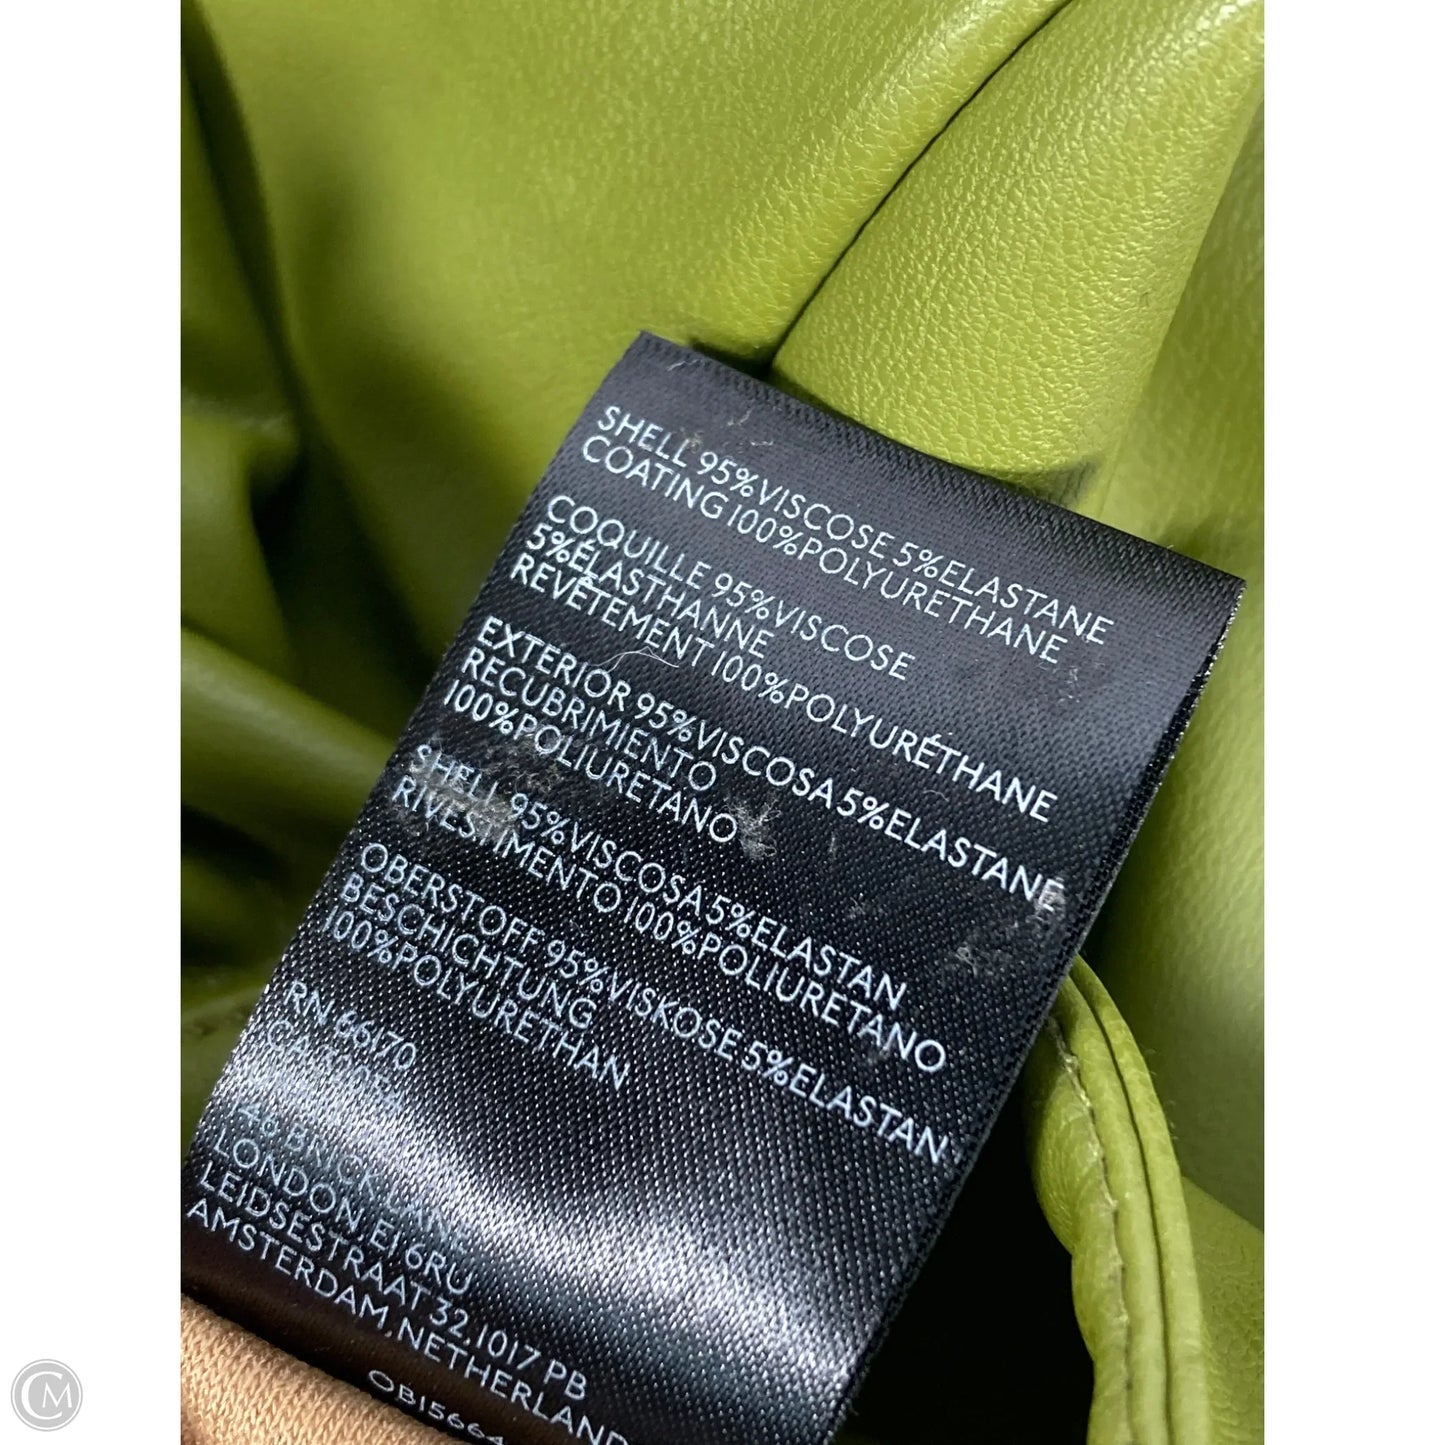 SHELL 95%VISCOSE 5%ELASTANE
COATING 100%POLYURETHANE
COQUILLE 95%VISCOSE
5%ÉLASTHANNE
REVÊTEMENT 100%POLYURÉTHANE
EXTERIOR 95%VISCOSA 5%ELASTANE
RECUBRIMIENTO
100%POLIURETANO
SHELL 95%VISCOSA 5%ELASTAN
RIVESTIMENTO 100%POLIURETANO
OBERSTOFF 95%VISKOSE 5%ELASTAN
BESCHICHTUNG
100%POLYURETHAN
RN 66170
LONDON E1 6RU
LEIDSESTRAAT 32, 1017 PB
AMSTERDAM, NETHERLAND
OB15664
CM